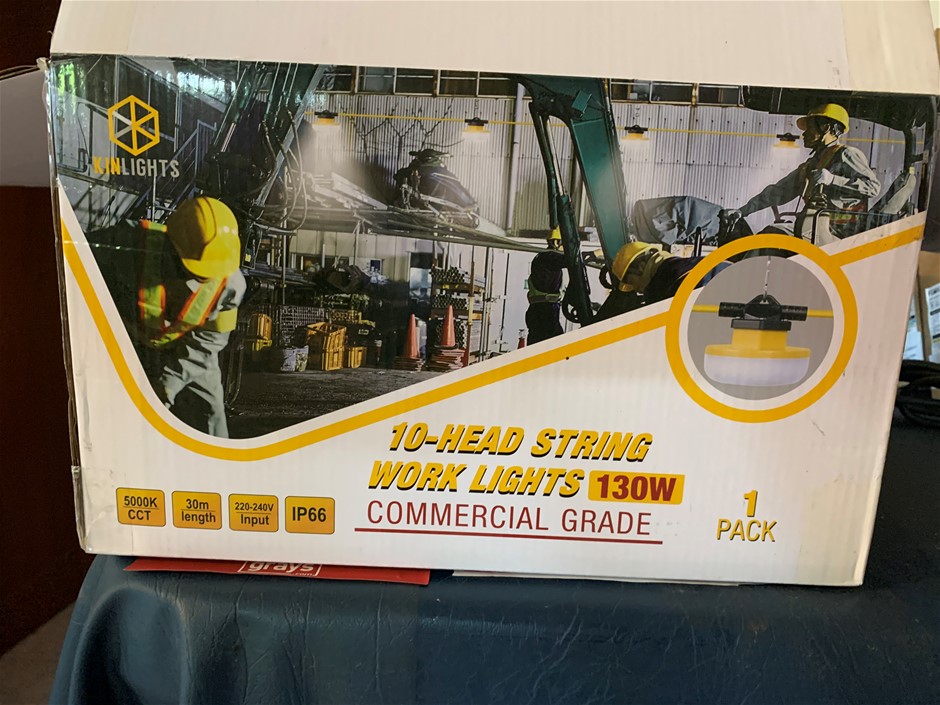 KINLIGHTS
10-HEAD STRING
WORK LIGHTS 130W
COMMERCIAL GRADE
5000K
CCT
30m
length
220-240V
Input
IP66
1
PACK
grays
.com